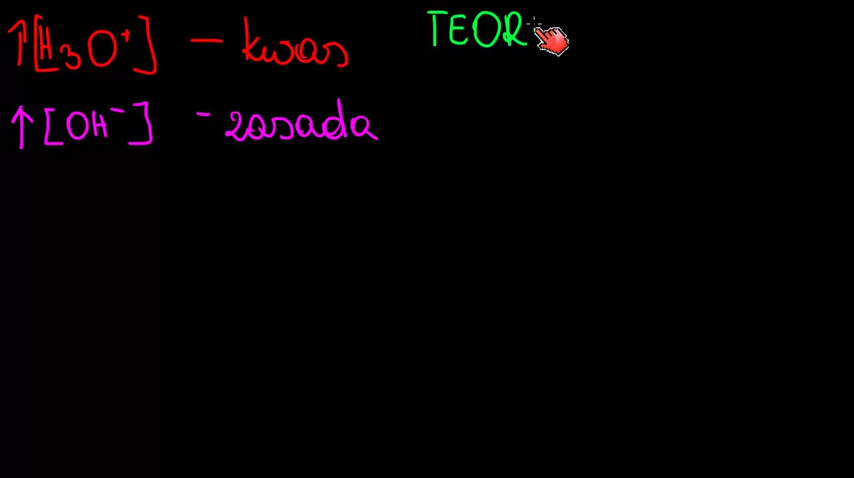 ↑[H₃O⁺] - kwas
TEOR
↑[OH⁻] - zasada